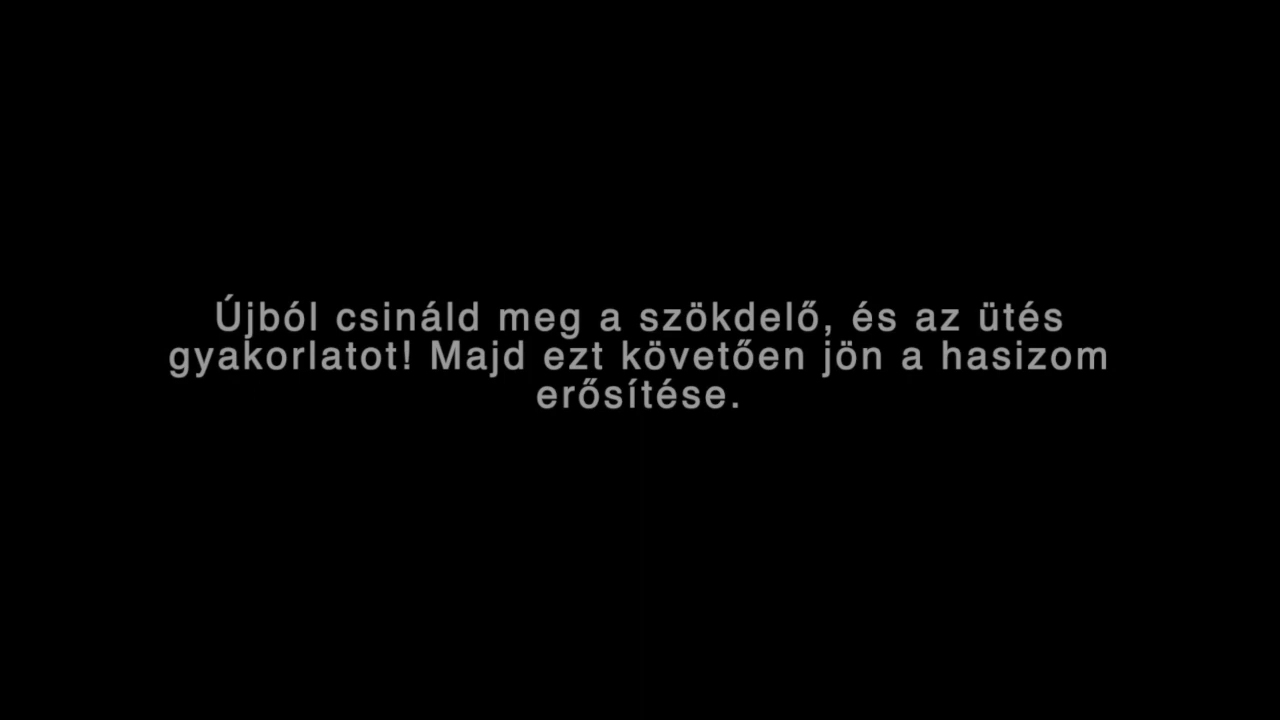 Újból csináld meg a szökdelő, és az ütés
gyakorlatot! Majd ezt követően jön a hasizom
erősítése.